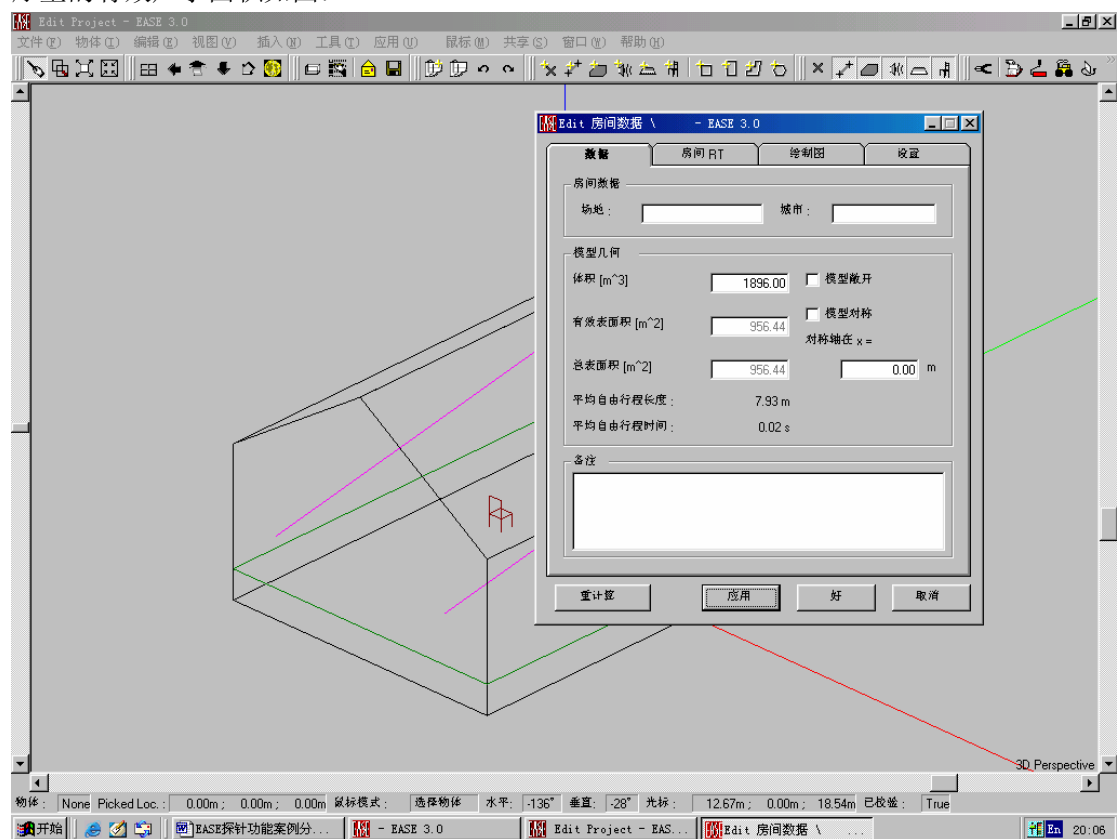 Edit Project - EASE 3.0
文件(F) 物体(I) 编辑(E) 视图(V) 插入(N) 工具(T) 应用(U) 鼠标(M) 共享(S) 窗口(W) 帮助(H)
Edit 房间数据 \ - EASE 3.0
数据 房间 RT 绘制图 设置
房间数据
场地: 城市:
模型几何
体积 [m^3] 1896.00 模型敞开
有效表面积 [m^2] 956.44 模型对称
对称轴在 x =
总表面积 [m^2] 956.44 0.00 m
平均自由行程长度: 7.93 m
平均自由行程时间: 0.02 s
备注
重计算 应用 好 取消
3D Perspective
物体: None Picked Loc.: 0.00m; 0.00m; 0.00m 鼠标模式: 选择物体 水平: -136° 垂直: -28° 光标: 12.67m; 0.00m; 18.54m 已校验: True
开始 EASE探针功能案例分... - EASE 3.0 Edit Project - EAS... Edit 房间数据 \ ... En 20:06